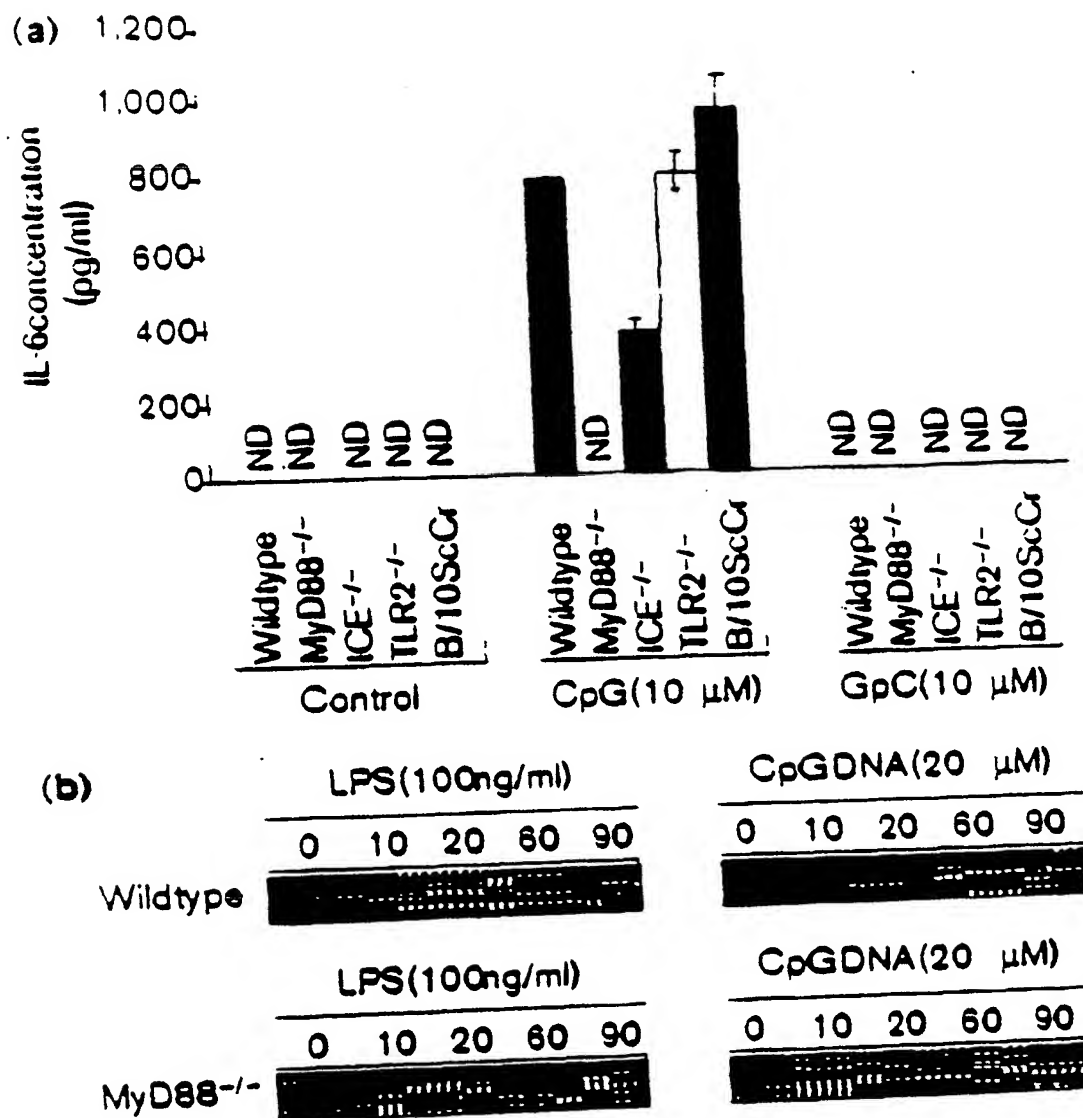 (a)
1,200
1,000
800
600
400
200
0
IL-6concentration
(pg/ml)
ND ND ND ND ND
ND
ND ND ND ND ND
Wildtype
MyD88-/-
ICE-/-
TLR2-/-
B/10ScCr
Wildtype
MyD88-/-
ICE-/-
TLR2-/-
B/10ScCr
Wildtype
MyD88-/-
ICE-/-
TLR2-/-
B/10ScCr
Control
CpG(10 μM)
GpC(10 μM)
(b)
LPS(100ng/ml)
CpGDNA(20 μM)
0 10 20 60 90
0 10 20 60 90
Wildtype
LPS(100ng/ml)
CpGDNA(20 μM)
0 10 20 60 90
0 10 20 60 90
MyD88-/-